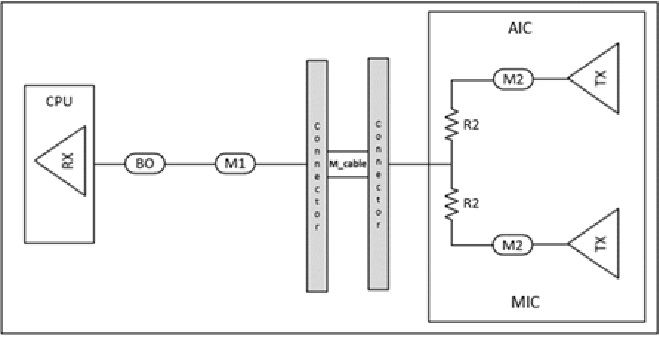 AIC
CPU
M2
TX
R2
RX
BO
M1
connector
M_cable
connector
R2
M2
TX
MIC